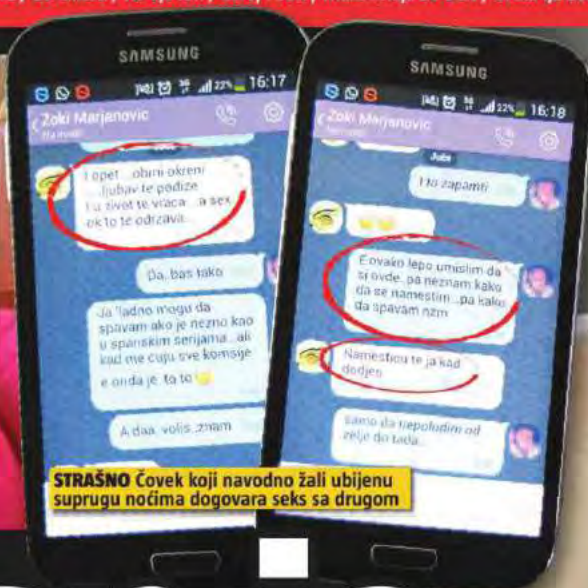 SAMSUNG
22% 16:17
Zoki Marjanovic
I opet...obrni okreni
...ljubav te podize
I u zivot te vraca...a sex
ok to te odrzava...
Da..bas tako
Ja ladno mogu da
spavam ako je nezno kao
u spanskim serijama...ali
kad me cuju sve komsije
e onda je to to
A daa..volis..znam
SAMSUNG
22% 16:18
Zoki Marjanovic
I to zapamti
E ovako lepo umislim da
si ovde..pa neznam kako
da se namestim...pa kako
da spavam nzm
Namesticu te ja kad
dodjes
samo da nepoludim od
zelje do tada...
STRAŠNO Čovek koji navodno žali ubijenu
suprugu noćima dogovara seks sa drugom